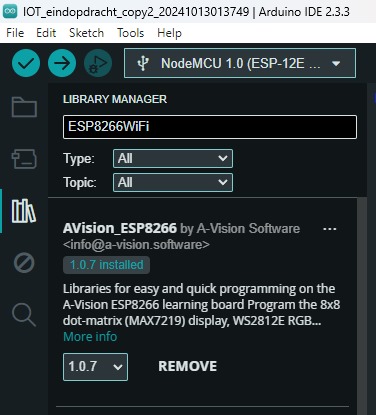 IOT_eindopdracht_copy2_20241013013749 | Arduino IDE 2.3.3
File Edit Sketch Tools Help
NodeMCU 1.0 (ESP-12E ...
LIBRARY MANAGER
ESP8266WiFi
Type: All
Topic: All
AVision_ESP8266 by A-Vision Software ...
<info@a-vision.software>
1.0.7 installed
Libraries for easy and quick programming on the
A-Vision ESP8266 learning board Program the 8x8
dot-matrix (MAX7219) display, WS2812E RGB...
More info
1.0.7 REMOVE